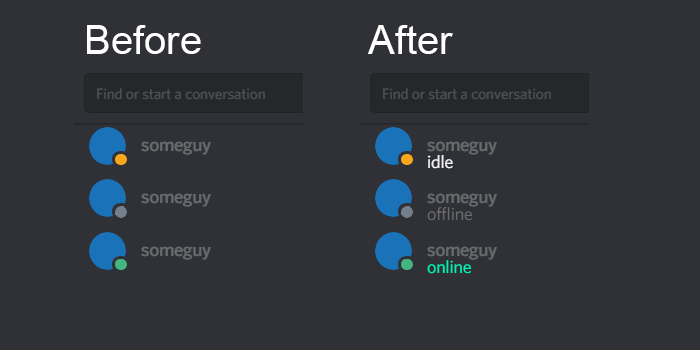 Before
Find or start a conversation
someguy
someguy
someguy
After
Find or start a conversation
someguy
idle
someguy
offline
someguy
online